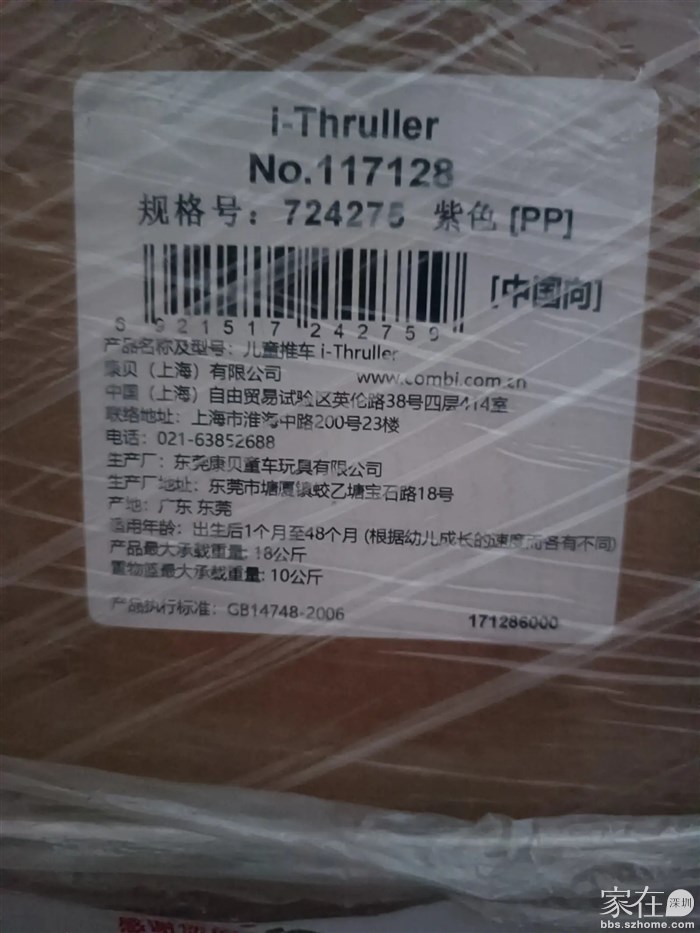 i-Thruller
No.117128
规格号： 724275 紫色 [PP]
[中国向]
6 921517 242759
产品名称及型号：儿童推车 i-Thruller
康贝（上海）有限公司 www.combi.com.cn
中国（上海）自由贸易试验区英伦路38号四层414室
联络地址：上海市淮海中路200号23楼
电话：021-63852688
生产厂：东莞康贝童车玩具有限公司
生产厂地址：东莞市塘厦镇蛟乙塘宝石路18号
产地：广东 东莞
适用年龄：出生后1个月至48个月 (根据幼儿成长的速度而各有不同)
产品最大承载重量: 18公斤
置物篮最大承载重量: 10公斤
产品执行标准：GB14748-2006 171286000
家在 深圳
bbs.szhome.com